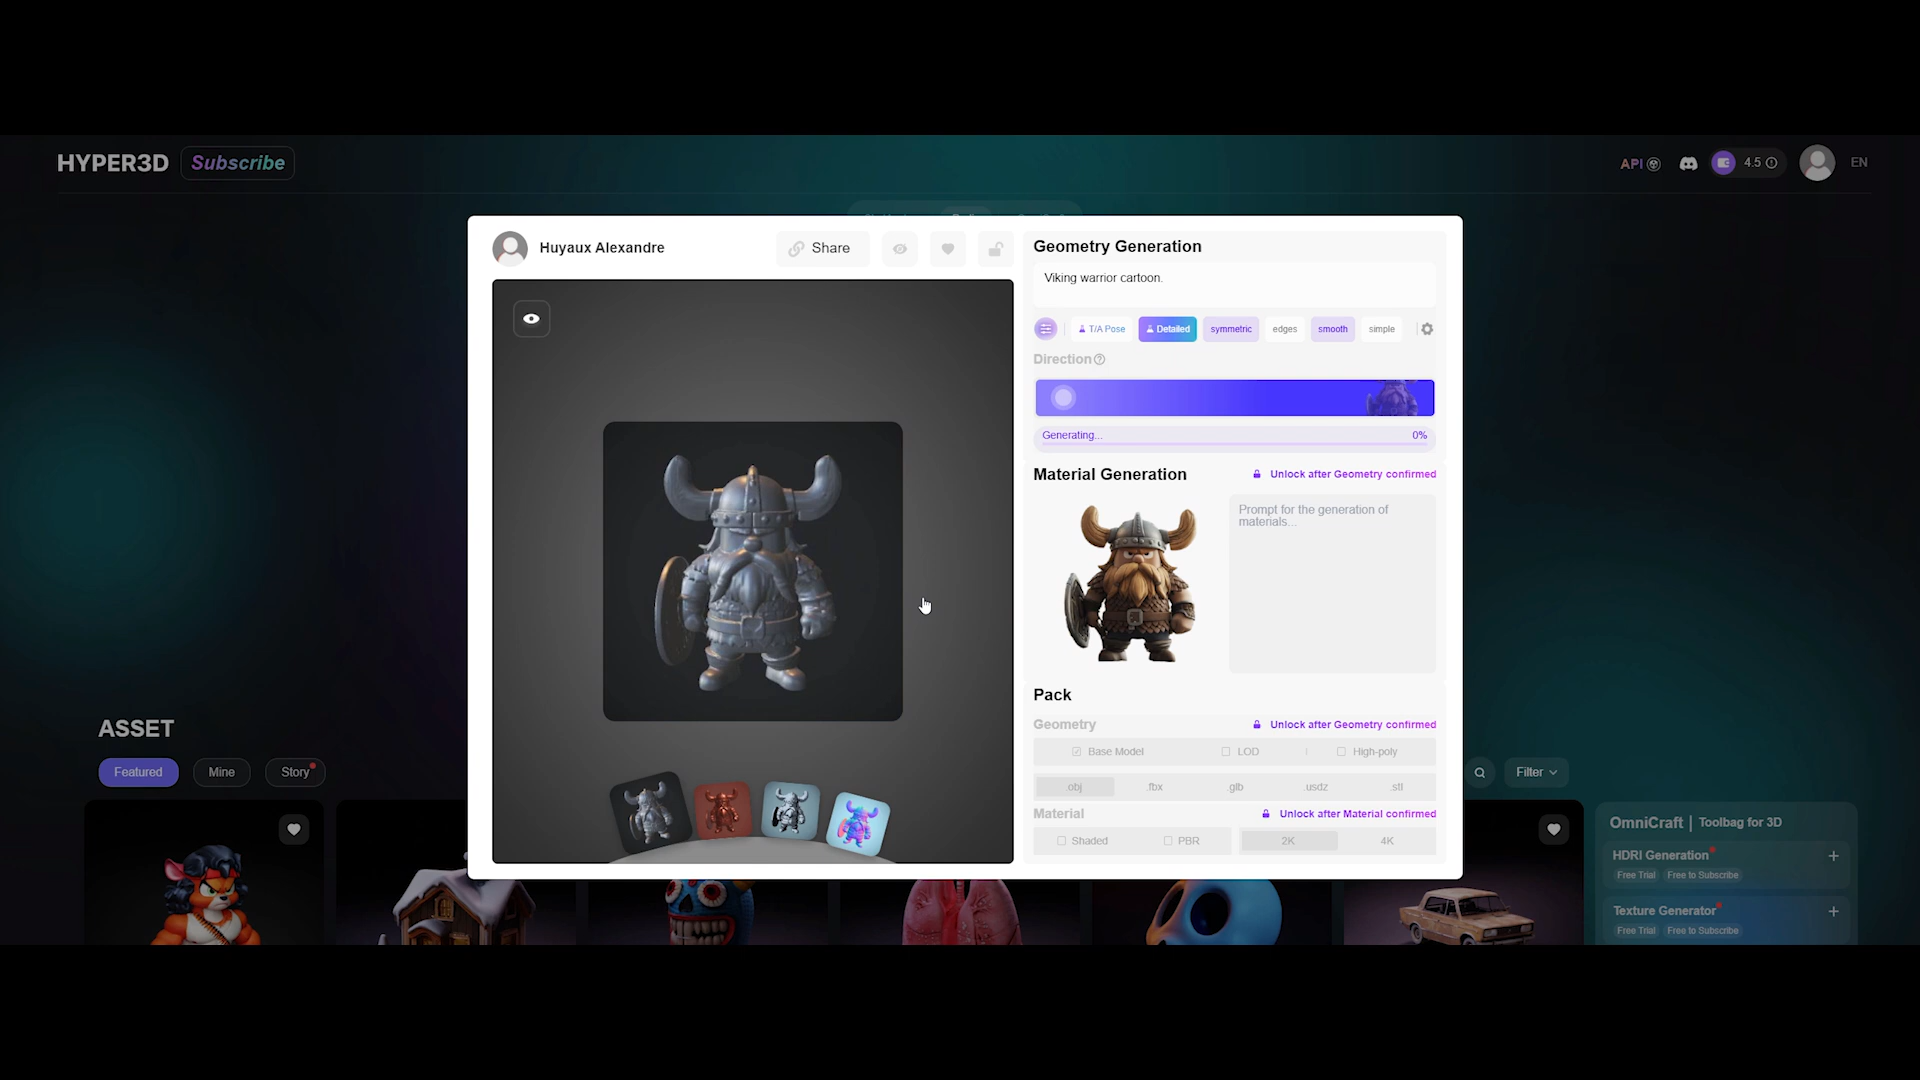 HYPER3D
Subscribe
API
4.5
EN
Huyaux Alexandre
Share
Geometry Generation
Viking warrior cartoon.
T/A Pose
Detailed
symmetric
edges
smooth
simple
Direction
Generating...
0%
Material Generation
Unlock after Geometry confirmed
Prompt for the generation of
materials...
Pack
Geometry
Unlock after Geometry confirmed
Base Model
LOD
High-poly
.obj
.fbx
.glb
.usdz
.stl
Material
Unlock after Material confirmed
Shaded
PBR
2K
4K
ASSET
Featured
Mine
Story
Filter
OmniCraft | Toolbag for 3D
HDRI Generation
Free Trial
Free to Subscribe
Texture Generator
Free Trial
Free to Subscribe